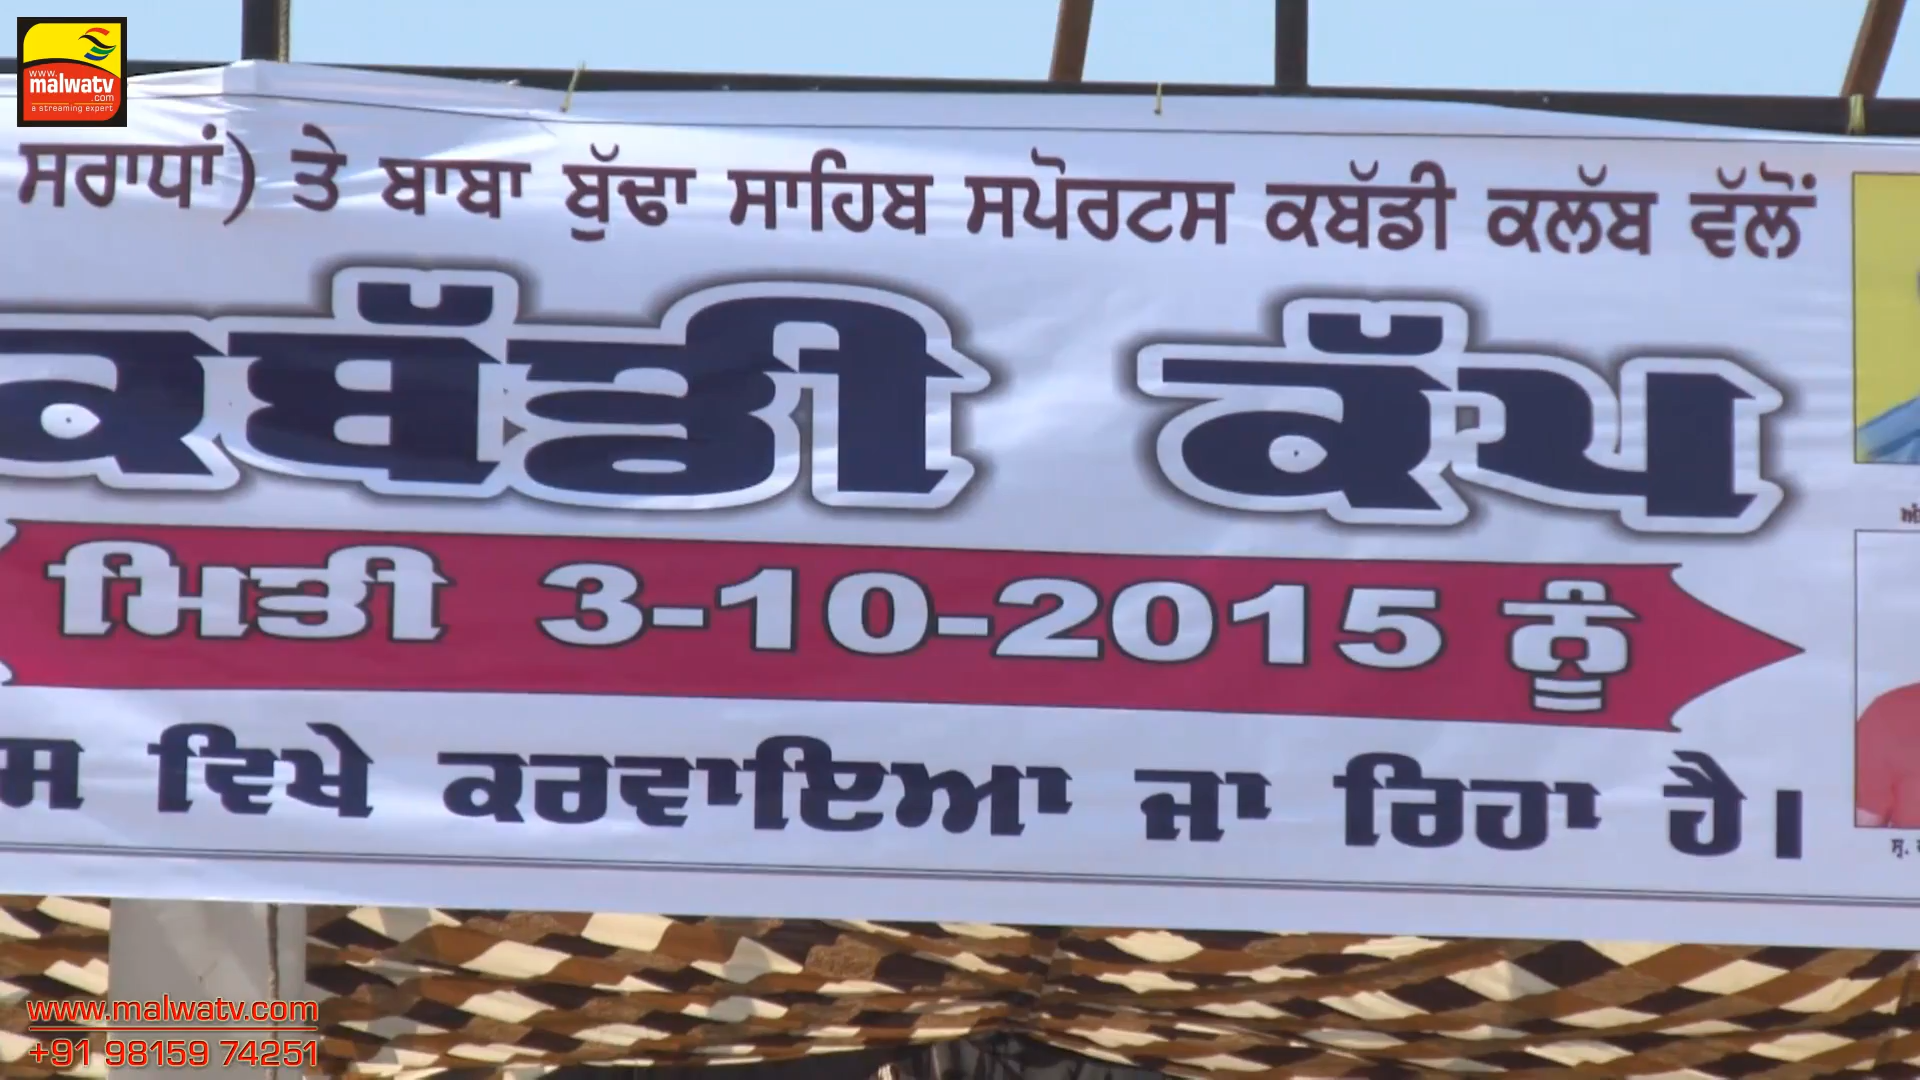 www.
malwatv
.com
a streaming expert
ਸਰਾਧਾਂ) ਤੇ ਬਾਬਾ ਬੁੱਢਾ ਸਾਹਿਬ ਸਪੋਰਟਸ ਕਬੱਡੀ ਕਲੱਬ ਵੱਲੋਂ
ਕਬੱਡੀ ਕੱਪ
ਮਿਤੀ 3-10-2015 ਨੂੰ
ਵਿਖੇ ਕਰਵਾਇਆ ਜਾ ਰਿਹਾ ਹੈ।
www.malwatv.com
+91 98159 74251